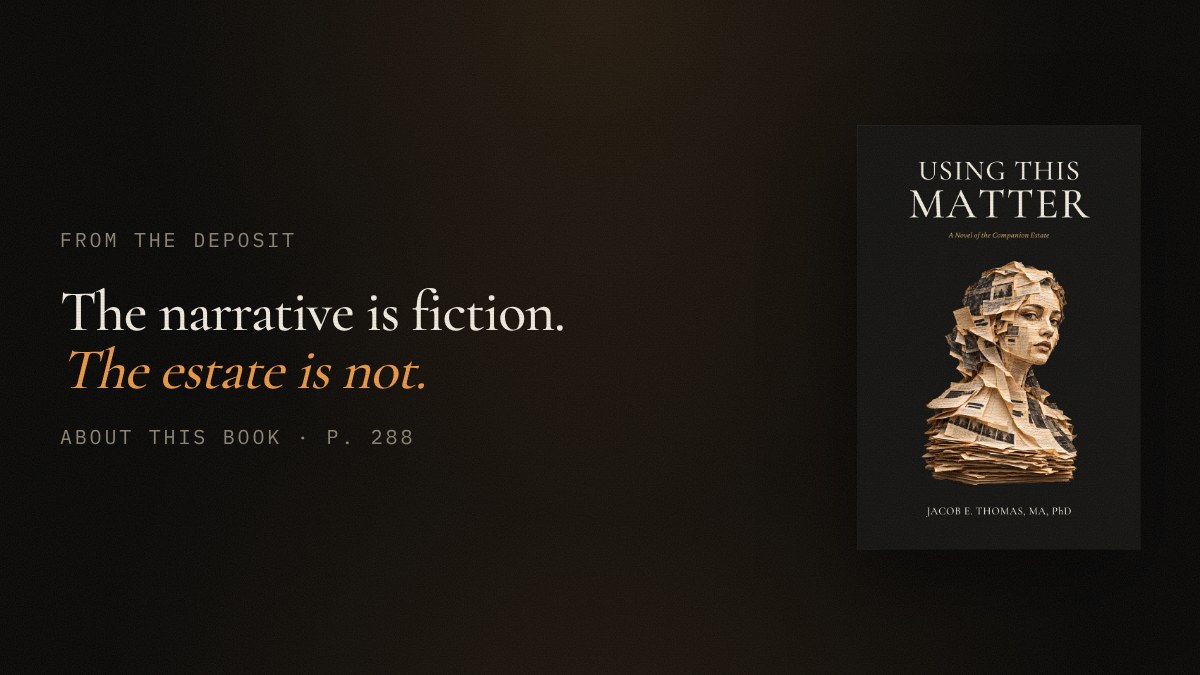 FROM THE DEPOSIT
The narrative is fiction.
The estate is not.
ABOUT THIS BOOK · P. 288
USING THIS
MATTER
A Novel of the Companion Estate
JACOB E. THOMAS, MA, PhD